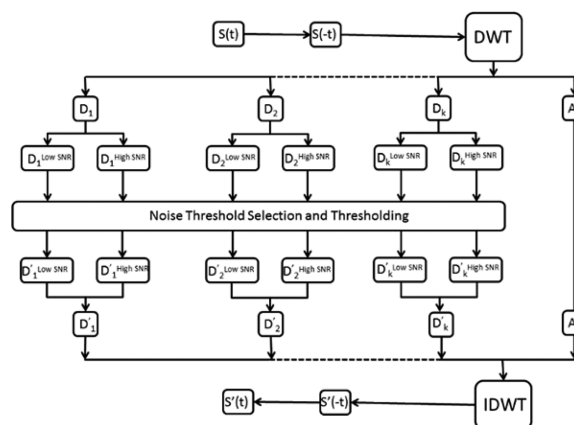 S(t) S(-t) DWT
D₁ D₂ Dₖ A
D₁Low SNR D₁High SNR D₂Low SNR D₂High SNR DₖLow SNR DₖHigh SNR
Noise Threshold Selection and Thresholding
D'₁Low SNR D'₁High SNR D'₂Low SNR D'₂High SNR D'ₖLow SNR D'ₖHigh SNR
D'₁ D'₂ D'ₖ A
S'(t) S'(-t) IDWT